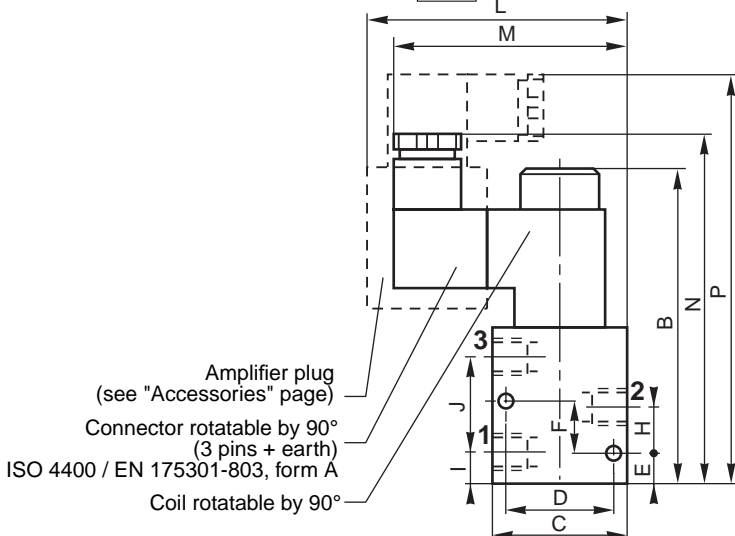 L
M
P
N
B
3
2
J
F
H
1
I
E
D
C
Amplifier plug
(see "Accessories" page)
Connector rotatable by 90°
(3 pins + earth)
ISO 4400 / EN 175301-803, form A
Coil rotatable by 90°